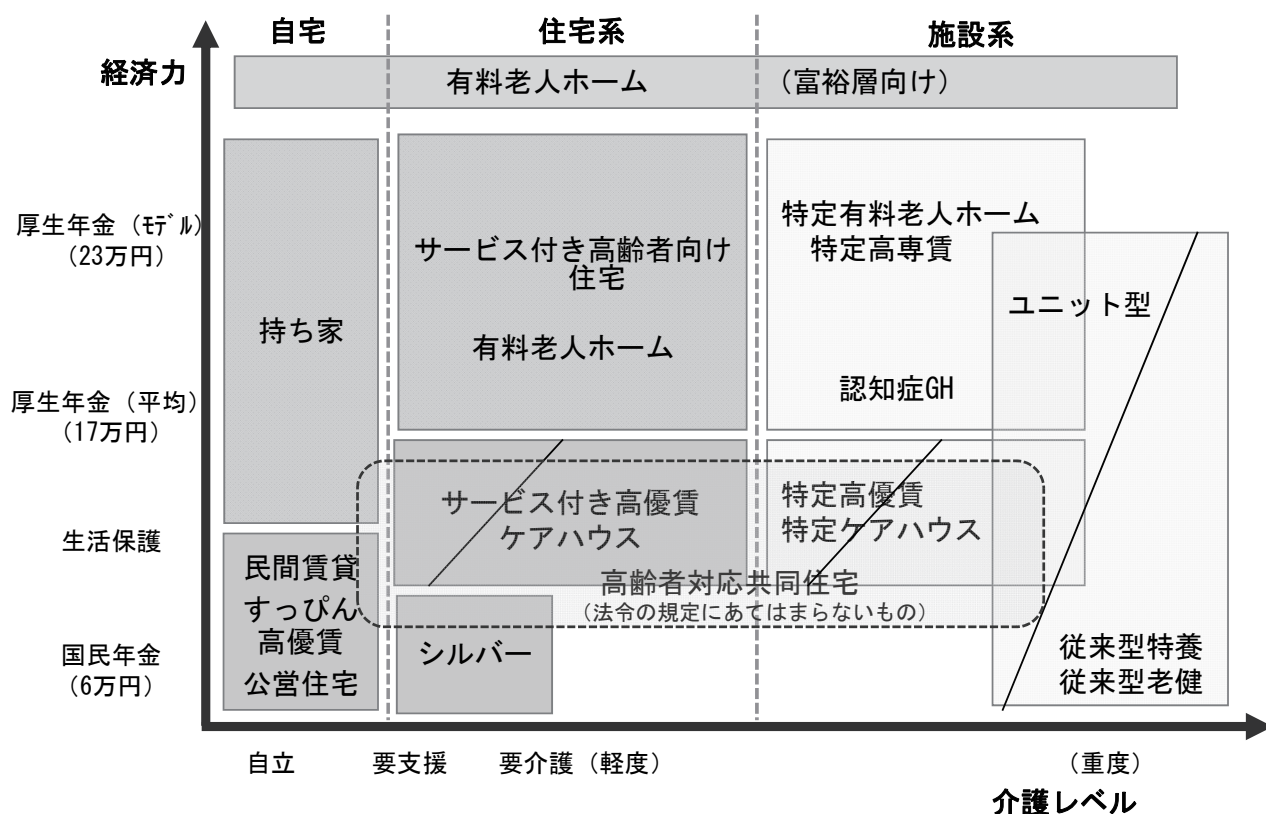 自宅
住宅系
施設系
経済力
有料老人ホーム
（富裕層向け）
厚生年金（ﾓﾃﾞﾙ）
（23万円）
厚生年金（平均）
（17万円）
生活保護
国民年金
（6万円）
持ち家
サービス付き高齢者向け
住宅
有料老人ホーム
特定有料老人ホーム
特定高専賃
認知症GH
ユニット型
サービス付き高優賃
ケアハウス
特定高優賃
特定ケアハウス
高齢者対応共同住宅
（法令の規定にあてはまらないもの）
民間賃貸
すっぴん
高優賃
公営住宅
シルバー
従来型特養
従来型老健
自立
要支援
要介護（軽度）
（重度）
介護レベル